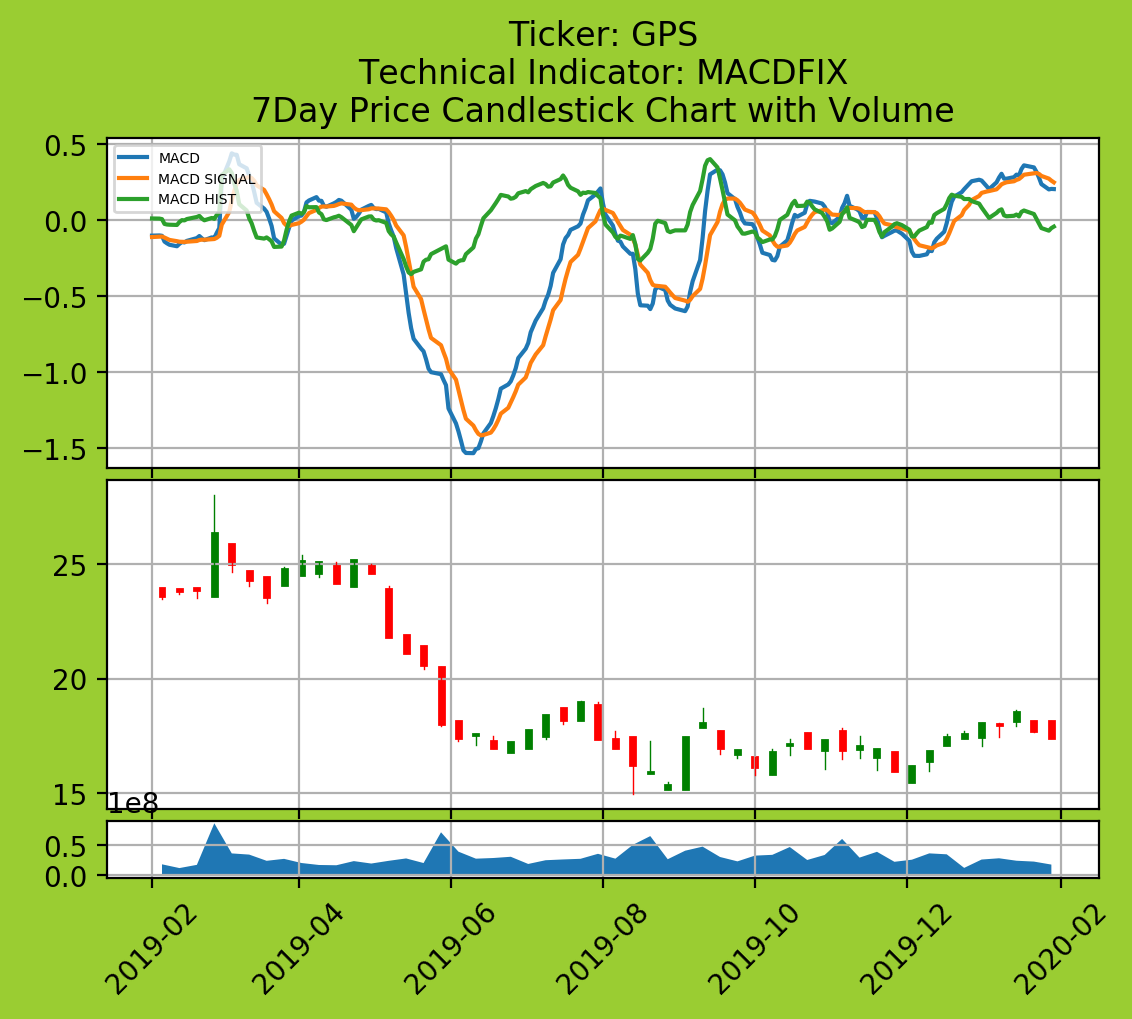 Ticker: GPS
Technical Indicator: MACDFIX
7Day Price Candlestick Chart with Volume
MACD
MACD SIGNAL
MACD HIST
0.5
0.0
−0.5
−1.0
−1.5
25
20
15
1e8
0.5
0.0
2019-02
2019-04
2019-06
2019-08
2019-10
2019-12
2020-02